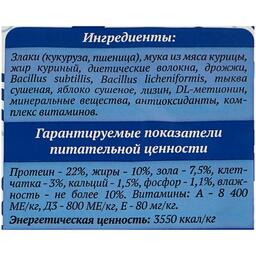 Ингредиенты:
Злаки (кукуруза, пшеница), мука из мяса курицы,
жир куриный, диетические волокна, дрожжи,
Bacillus subtillis, Bacillus licheniformis, тыква
сушеная, яблоко сушеное, лизин, DL-метионин,
минеральные вещества, антиоксиданты, ком-
плекс витаминов.
Гарантируемые показатели
питательной ценности
Протеин - 22%, жиры - 10%, зола - 7,5%, клет-
чатка - 3%, кальций - 1,5%, фосфор - 1,1%, влаж-
ность - не более 10%. Витамины: А - 8 400
МЕ/кг, Д3 - 800 МЕ/кг, Е - 80 мг/кг.
Энергетическая ценность: 3550 ккал/кг